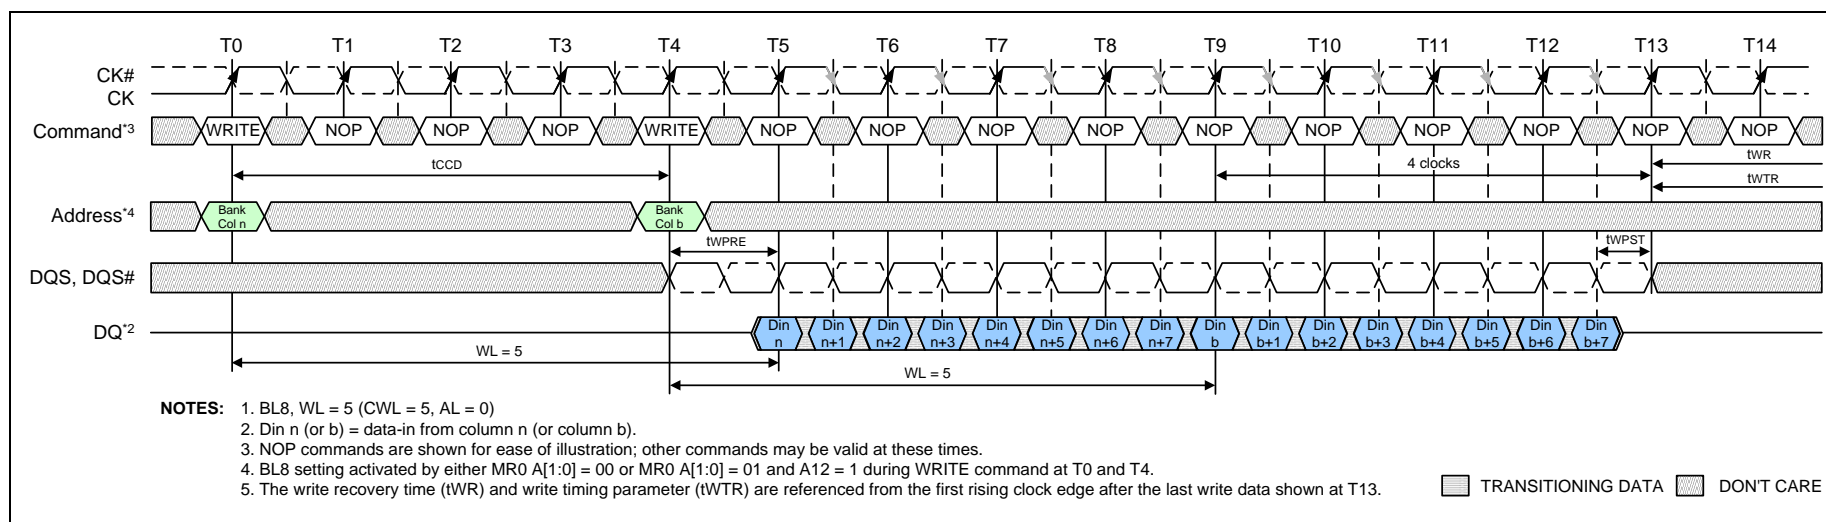 T0 T1 T2 T3 T4 T5 T6 T7 T8 T9 T10 T11 T12 T13 T14
CK#
CK
Command*3 WRITE NOP NOP NOP WRITE NOP NOP NOP NOP NOP NOP NOP NOP NOP NOP
tCCD 4 clocks tWR
tWTR
Address*4 Bank Col n Bank Col b
tWPRE tWPST
DQS, DQS#
DQ*2 Din n Din n+1 Din n+2 Din n+3 Din n+4 Din n+5 Din n+6 Din n+7 Din b Din b+1 Din b+2 Din b+3 Din b+4 Din b+5 Din b+6 Din b+7
WL = 5
WL = 5
NOTES: 1. BL8, WL = 5 (CWL = 5, AL = 0)
2. Din n (or b) = data-in from column n (or column b).
3. NOP commands are shown for ease of illustration; other commands may be valid at these times.
4. BL8 setting activated by either MR0 A[1:0] = 00 or MR0 A[1:0] = 01 and A12 = 1 during WRITE command at T0 and T4.
5. The write recovery time (tWR) and write timing parameter (tWTR) are referenced from the first rising clock edge after the last write data shown at T13.
TRANSITIONING DATA DON'T CARE